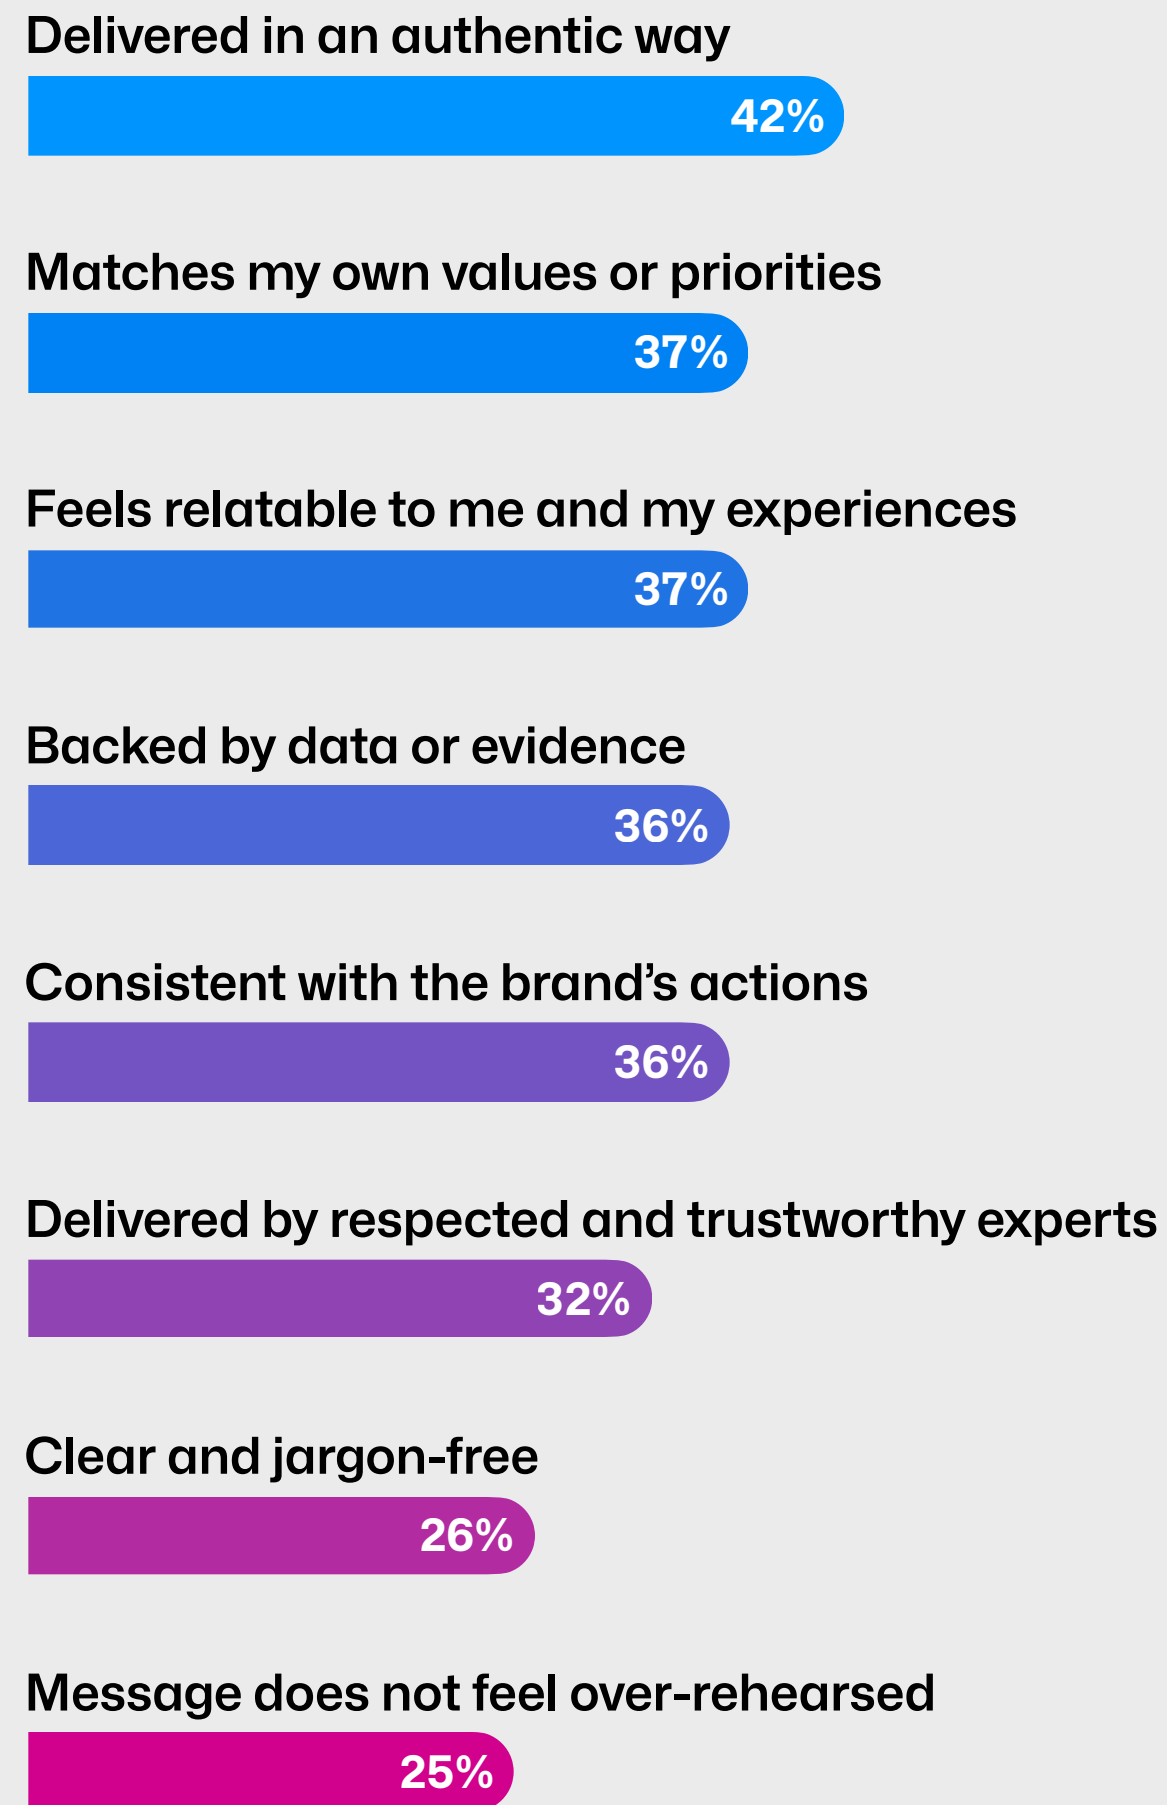 Delivered in an authentic way
42%
Matches my own values or priorities
37%
Feels relatable to me and my experiences
37%
Backed by data or evidence
36%
Consistent with the brand’s actions
36%
Delivered by respected and trustworthy experts
32%
Clear and jargon-free
26%
Message does not feel over-rehearsed
25%